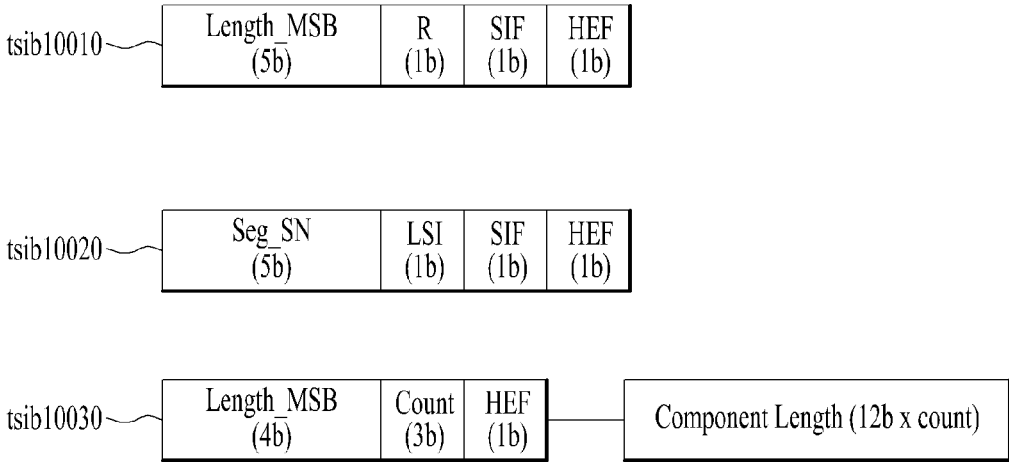 tsib10010 Length_MSB (5b) R (1b) SIF (1b) HEF (1b)
tsib10020 Seg_SN (5b) LSI (1b) SIF (1b) HEF (1b)
tsib10030 Length_MSB (4b) Count (3b) HEF (1b) Component Length (12b x count)